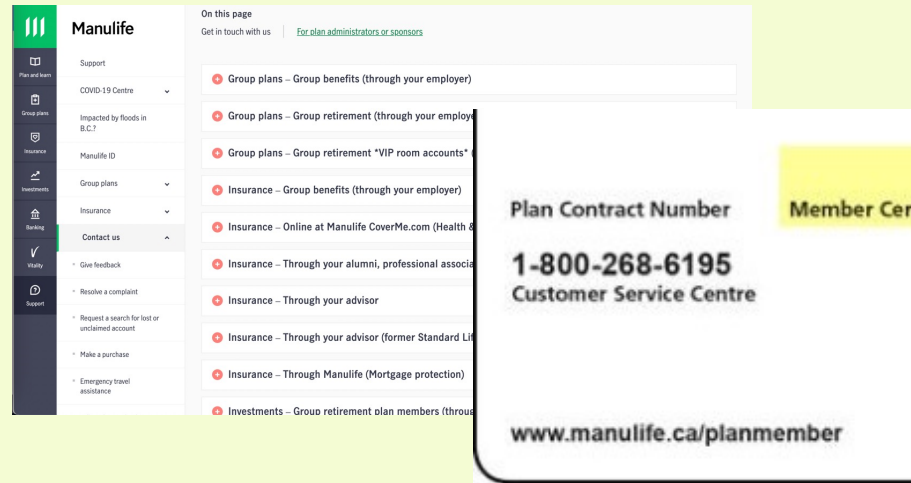 Manulife
Plan and learn
Group plans
Insurance
Investments
Banking
Vitality
Support
Support
COVID-19 Centre
Impacted by floods in
B.C.?
Manulife ID
Group plans
Insurance
Contact us
Give feedback
Resolve a complaint
Request a search for lost or
unclaimed account
Make a purchase
Emergency travel
assistance
On this page
Get in touch with us
For plan administrators or sponsors
Group plans – Group benefits (through your employer)
Group plans – Group retirement (through your
Group plans – Group retirement *VIP room accounts*
Insurance – Group benefits (through your employer)
Insurance – Online at Manulife CoverMe.com (Health &
Insurance – Through your alumni, professional
Insurance – Through your advisor
Insurance – Through your advisor (former Standard
Insurance – Through Manulife (Mortgage protection)
Investments – Group retirement plan members
Plan Contract Number
Member
1-800-268-6195
Customer Service Centre
www.manulife.ca/planmember